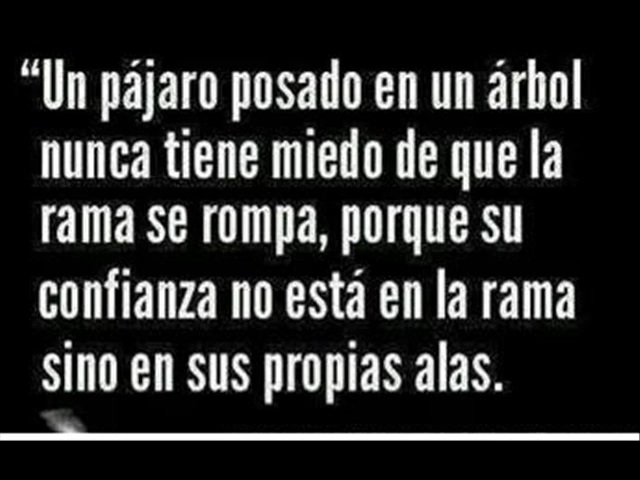 “Un pájaro posado en un árbol
nunca tiene miedo de que la
rama se rompa, porque su
confianza no está en la rama
sino en sus propias alas.